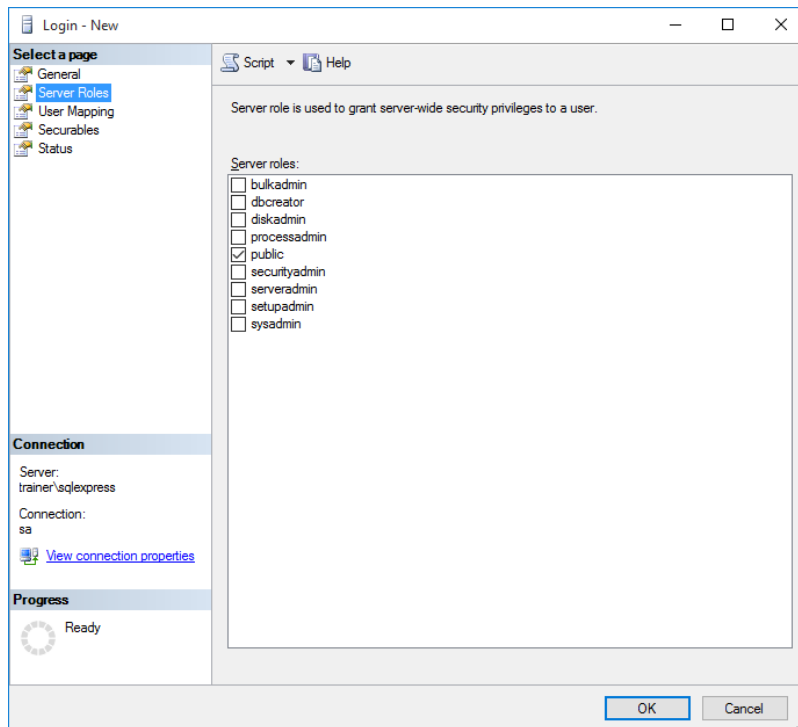 Login - New
Select a page
General
Server Roles
User Mapping
Securables
Status
Script Help
Server role is used to grant server-wide security privileges to a user.
Server roles:
bulkadmin
dbcreator
diskadmin
processadmin
public
securityadmin
serveradmin
setupadmin
sysadmin
Connection
Server:
trainer\sqlexpress
Connection:
sa
View connection properties
Progress
Ready
OK Cancel